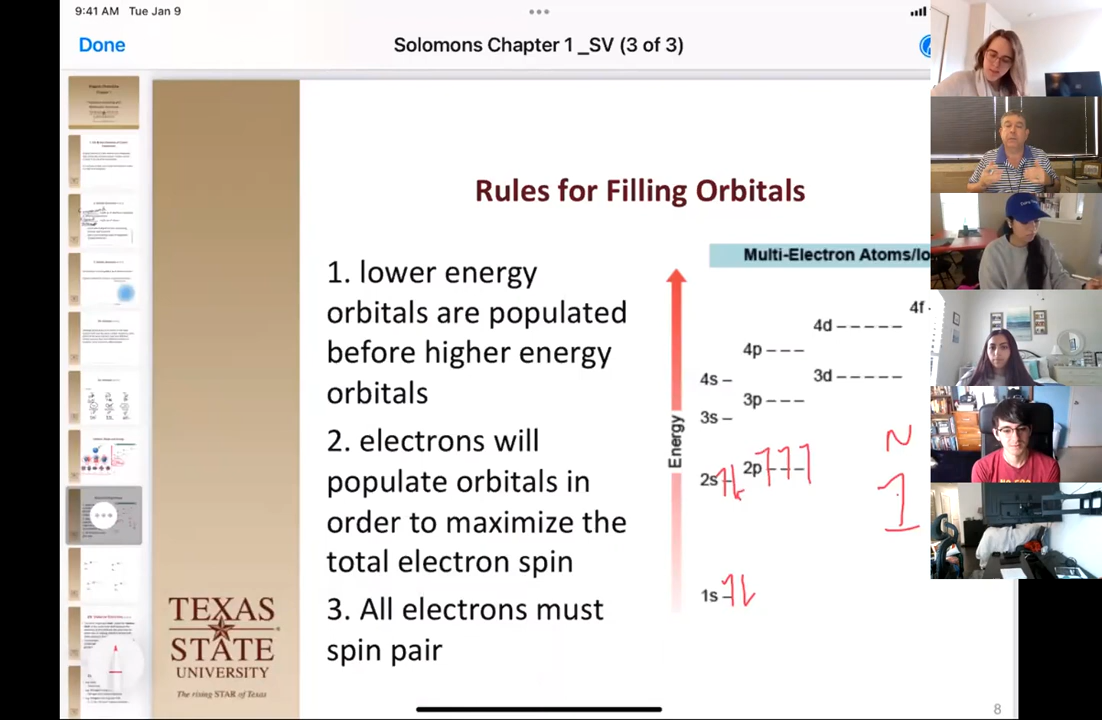 9:41 AM Tue Jan 9
Done
Solomons Chapter 1 _SV (3 of 3)
Rules for Filling Orbitals
1. lower energy
orbitals are populated
before higher energy
orbitals
2. electrons will
populate orbitals in
order to maximize the
total electron spin
3. All electrons must
spin pair
Multi-Electron Atoms/Io
Energy
4f
4d
4p
4s
3d
3p
3s
2p
2s
1s
N
1
TEXAS
STATE
UNIVERSITY
The rising STAR of Texas
8